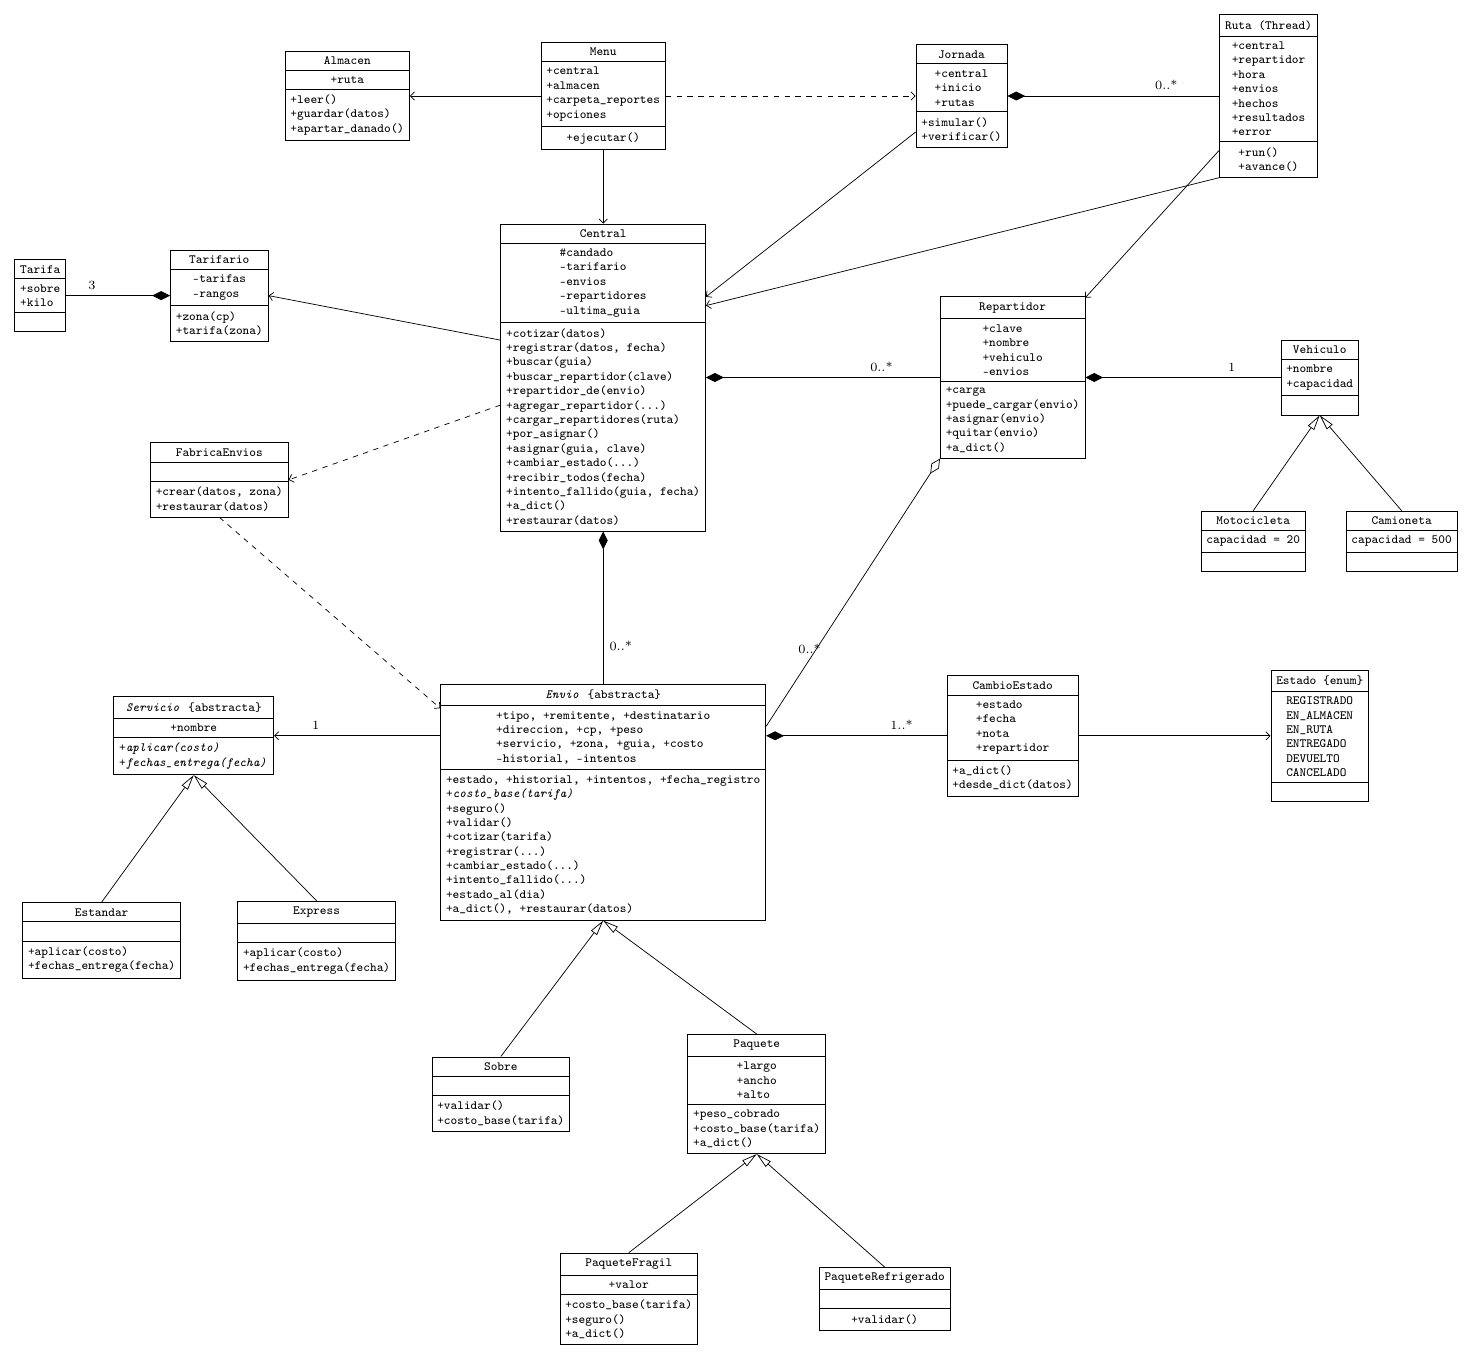 Almacen
+ruta
+leer()
+guardar(datos)
+apartar_danado()
Menu
+central
+almacen
+carpeta_reportes
+opciones
+ejecutar()
Jornada
+central
+inicio
+rutas
+simular()
+verificar()
0..*
Ruta (Thread)
+central
+repartidor
+hora
+envios
+hechos
+resultados
+error
+run()
+avance()
Tarifa
+sobre
+kilo
3
Tarifario
-tarifas
-rangos
+zona(cp)
+tarifa(zona)
Central
#candado
-tarifario
-envios
-repartidores
-ultima_guia
+cotizar(datos)
+registrar(datos, fecha)
+buscar(guia)
+buscar_repartidor(clave)
+repartidor_de(envio)
+agregar_repartidor(...)
+cargar_repartidores(ruta)
+por_asignar()
+asignar(guia, clave)
+cambiar_estado(...)
+recibir_todos(fecha)
+intento_fallido(guia, fecha)
+a_dict()
+restaurar(datos)
0..*
Repartidor
+clave
+nombre
+vehiculo
-envios
+carga
+puede_cargar(envio)
+asignar(envio)
+quitar(envio)
+a_dict()
1
Vehiculo
+nombre
+capacidad
FabricaEnvios
+crear(datos, zona)
+restaurar(datos)
Motocicleta
capacidad = 20
Camioneta
capacidad = 500
0..*
0..*
Servicio {abstracta}
+nombre
+aplicar(costo)
+fechas_entrega(fecha)
1
Envio {abstracta}
+tipo, +remitente, +destinatario
+direccion, +cp, +peso
+servicio, +zona, +guia, +costo
-historial, -intentos
+estado, +historial, +intentos, +fecha_registro
+costo_base(tarifa)
+seguro()
+validar()
+cotizar(tarifa)
+registrar(...)
+cambiar_estado(...)
+intento_fallido(...)
+estado_al(dia)
+a_dict(), +restaurar(datos)
1..*
CambioEstado
+estado
+fecha
+nota
+repartidor
+a_dict()
+desde_dict(datos)
Estado {enum}
REGISTRADO
EN_ALMACEN
EN_RUTA
ENTREGADO
DEVUELTO
CANCELADO
Estandar
+aplicar(costo)
+fechas_entrega(fecha)
Express
+aplicar(costo)
+fechas_entrega(fecha)
Sobre
+validar()
+costo_base(tarifa)
Paquete
+largo
+ancho
+alto
+peso_cobrado
+costo_base(tarifa)
+a_dict()
PaqueteFragil
+valor
+costo_base(tarifa)
+seguro()
+a_dict()
PaqueteRefrigerado
+validar()